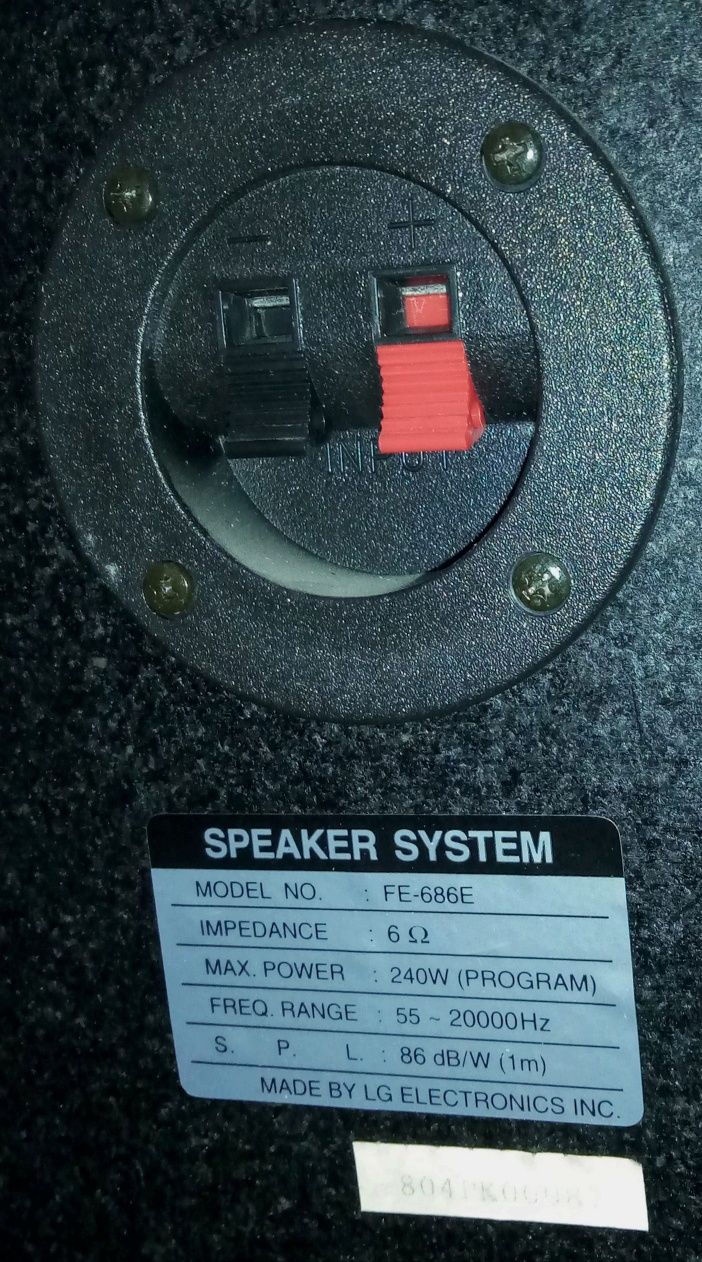 − +
INPUT
SPEAKER SYSTEM
MODEL NO. : FE-686E
IMPEDANCE : 6 Ω
MAX. POWER : 240W (PROGRAM)
FREQ. RANGE : 55 ~ 20000Hz
S. P. L. : 86 dB/W (1m)
MADE BY LG ELECTRONICS INC.